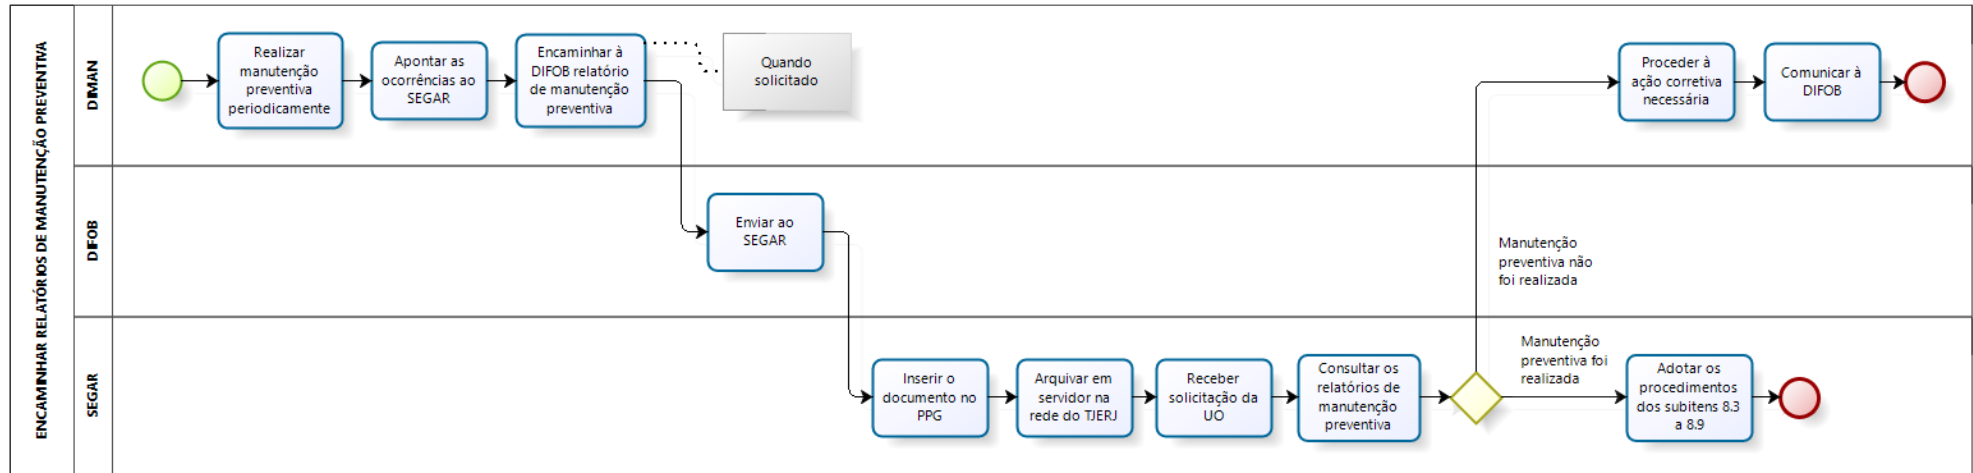 ENCAMINHAR RELATÓRIOS DE MANUTENÇÃO PREVENTIVA
DIMAN
Realizar
manutenção
preventiva
periodicamente
Apontar as
ocorrências ao
SEGAR
Encaminhar à
DIFOB relatório
de manutenção
preventiva
Quando
solicitado
Proceder à
ação corretiva
necessária
Comunicar à
DIFOB
DIFOB
Enviar ao
SEGAR
Manutenção
preventiva não
foi realizada
SEGAR
Inserir o
documento no
PPG
Arquivar em
servidor na
rede do TJERJ
Receber
solicitação da
UO
Consultar os
relatórios de
manutenção
preventiva
Manutenção
preventiva foi
realizada
Adotar os
procedimentos
dos subitens 8.3
a 8.9